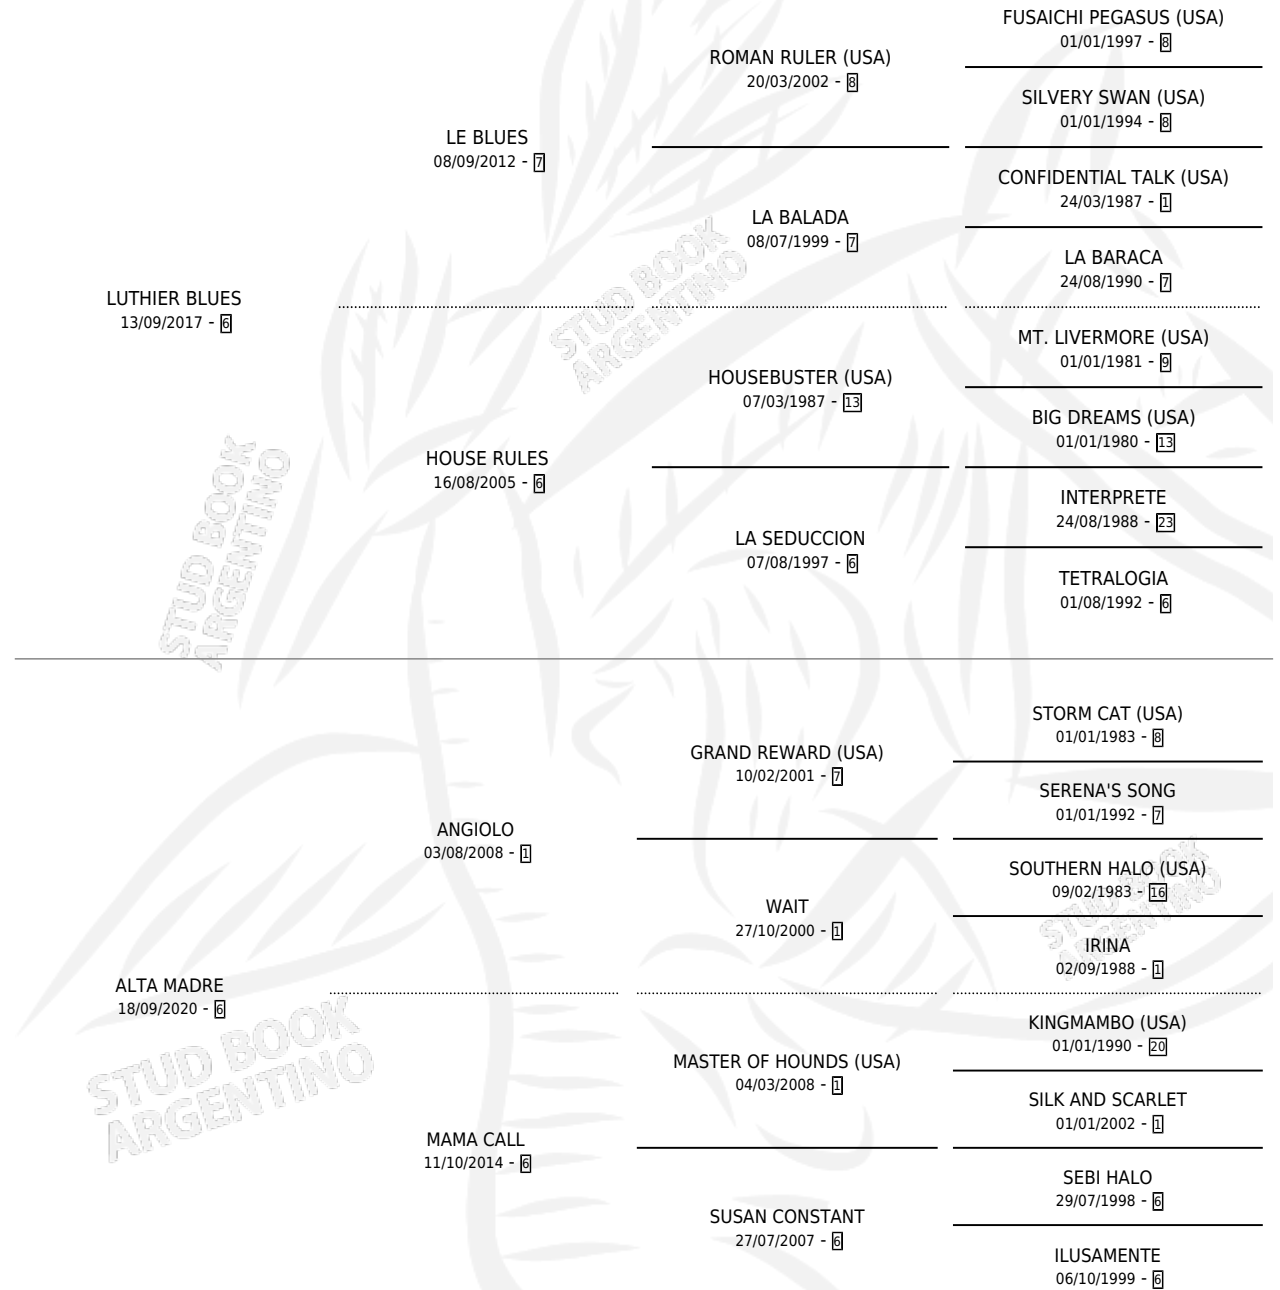 FUSAICHI PEGASUS (USA)
01/01/1997 - 8
ROMAN RULER (USA)
20/03/2002 - 8
SILVERY SWAN (USA)
01/01/1994 - 8
LE BLUES
08/09/2012 - 7
CONFIDENTIAL TALK (USA)
24/03/1987 - 1
LA BALADA
08/07/1999 - 7
LA BARACA
24/08/1990 - 7
STUD BOOK
ARGENTINO
LUTHIER BLUES
13/09/2017 - 6
MT. LIVERMORE (USA)
01/01/1981 - 9
HOUSEBUSTER (USA)
07/03/1987 - 13
BIG DREAMS (USA)
01/01/1980 - 13
HOUSE RULES
16/08/2005 - 6
INTERPRETE
24/08/1988 - 23
LA SEDUCCION
07/08/1997 - 6
TETRALOGIA
01/08/1992 - 6
STUD BOOK
ARGENTINO
STORM CAT (USA)
01/01/1983 - 8
GRAND REWARD (USA)
10/02/2001 - 7
SERENA'S SONG
01/01/1992 - 7
ANGIOLO
03/08/2008 - 1
SOUTHERN HALO (USA)
09/02/1983 - 16
WAIT
27/10/2000 - 1
STUD BOOK
ARGENTINO
IRINA
02/09/1988 - 1
ALTA MADRE
18/09/2020 - 6
STUD BOOK
ARGENTINO
KINGMAMBO (USA)
01/01/1990 - 20
MASTER OF HOUNDS (USA)
04/03/2008 - 1
SILK AND SCARLET
01/01/2002 - 1
MAMA CALL
11/10/2014 - 6
SEBI HALO
29/07/1998 - 6
SUSAN CONSTANT
27/07/2007 - 6
ILUSAMENTE
06/10/1999 - 6